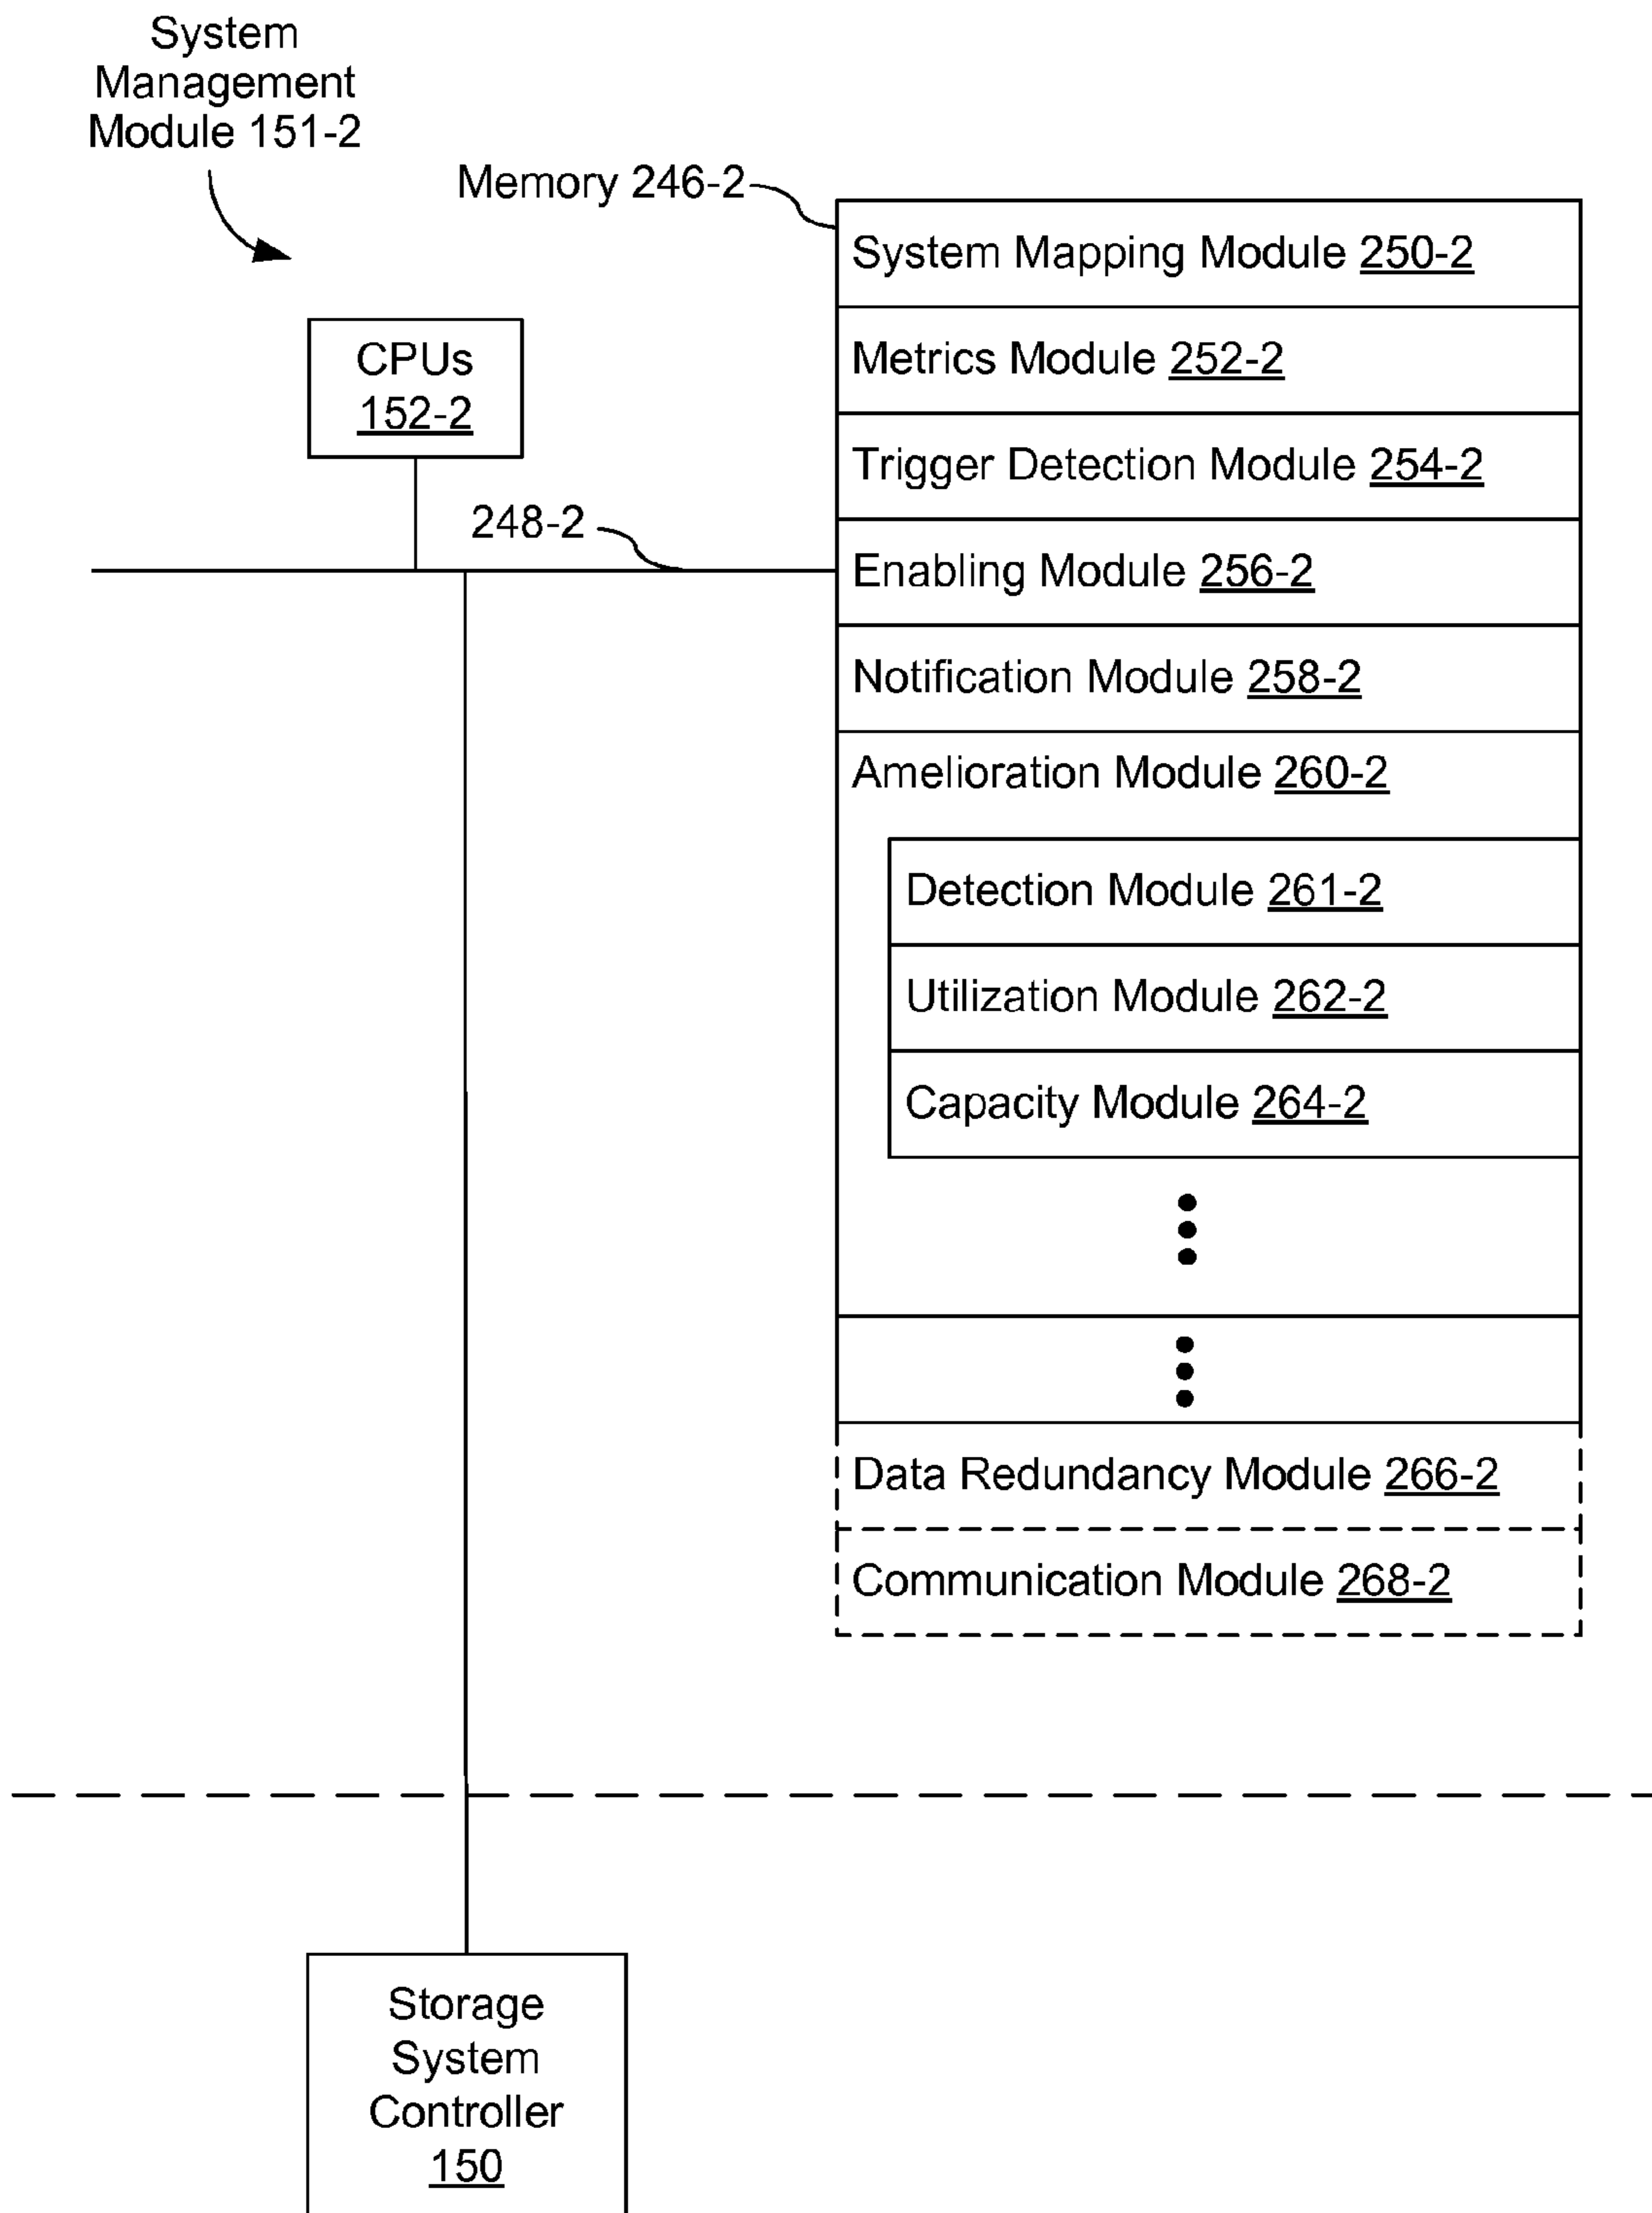 System
Management
Module 151-2
Memory 246-2
System Mapping Module 250-2
Metrics Module 252-2
CPUs
152-2
Trigger Detection Module 254-2
248-2
Enabling Module 256-2
Notification Module 258-2
Amelioration Module 260-2
Detection Module 261-2
Utilization Module 262-2
Capacity Module 264-2
Data Redundancy Module 266-2
Communication Module 268-2
Storage
System
Controller
150